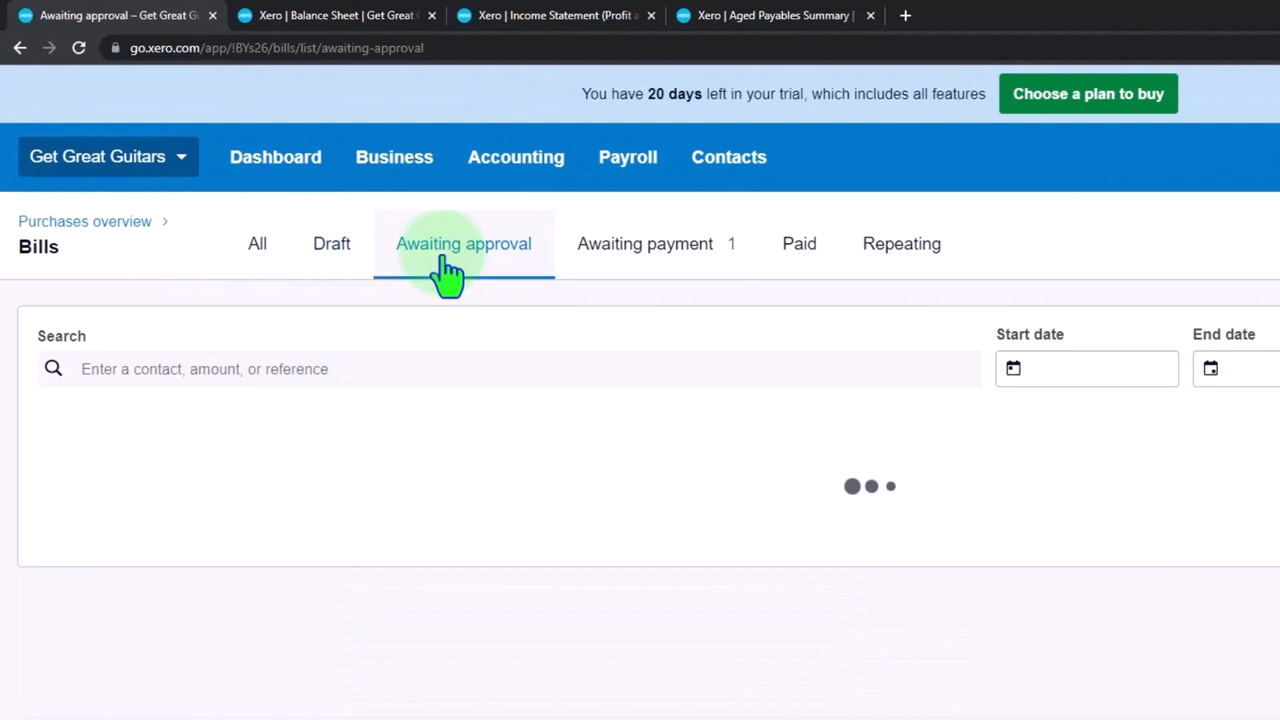 Awaiting approval – Get Great G
Xero | Balance Sheet | Get Great
Xero | Income Statement (Profit a
Xero | Aged Payables Summary |
go.xero.com/app/!BYs26/bills/list/awaiting-approval
You have 20 days left in your trial, which includes all features
Choose a plan to buy
Get Great Guitars
Dashboard
Business
Accounting
Payroll
Contacts
Purchases overview
Bills
All
Draft
Awaiting approval
Awaiting payment 1
Paid
Repeating
Search
Start date
End date
Enter a contact, amount, or reference